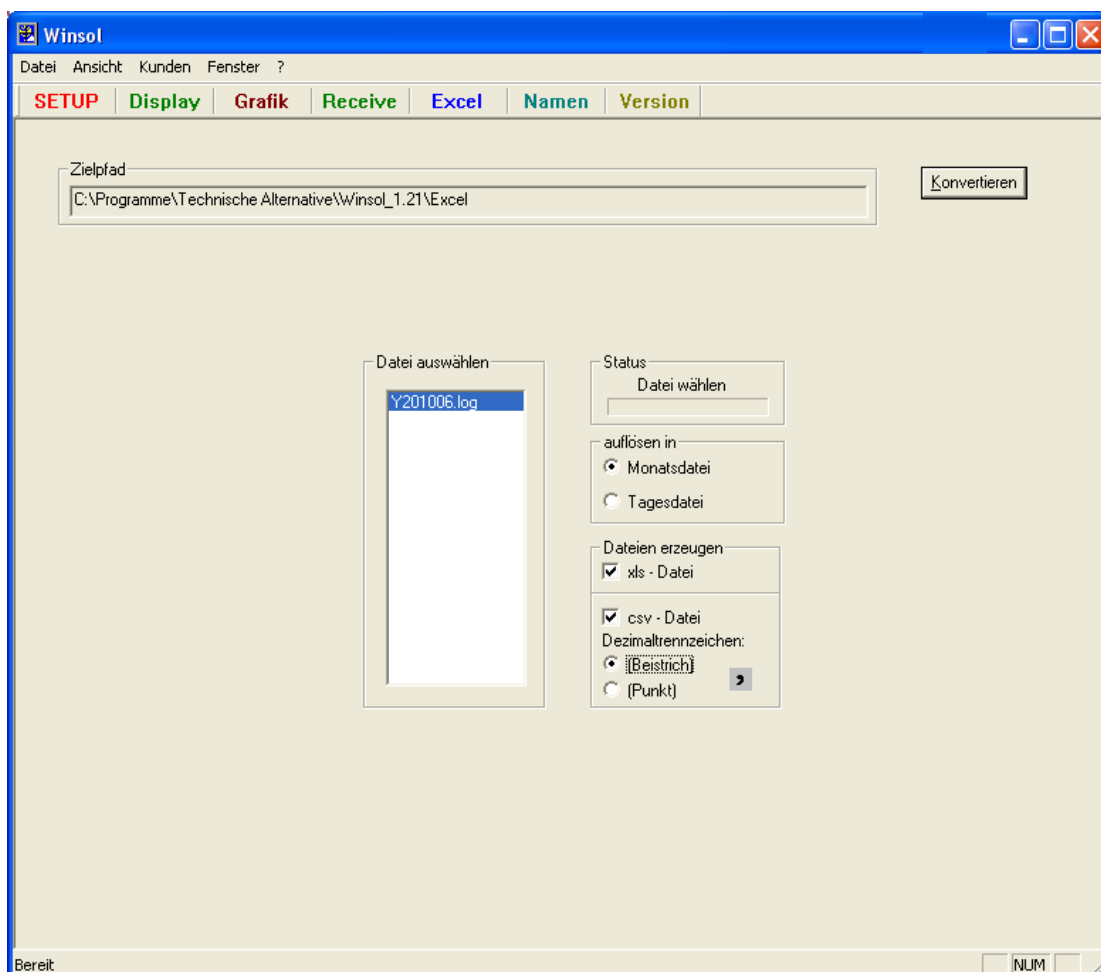 Winsol
Datei Ansicht Kunden Fenster ?
SETUP Display Grafik Receive Excel Namen Version
Zielpfad
C:\Programme\Technische Alternative\Winsol_1.21\Excel
Konvertieren
Datei auswählen
Y201006.log
Status
Datei wählen
auflösen in
Monatsdatei
Tagesdatei
Dateien erzeugen
xls - Datei
csv - Datei
Dezimaltrennzeichen:
(Beistrich)
,
(Punkt)
Bereit
NUM